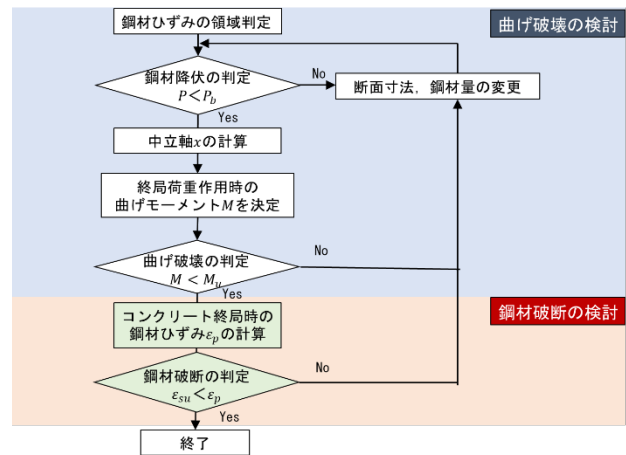 鋼材ひずみの領域判定
曲げ破壊の検討
鋼材降伏の判定
P<P_b
No
断面寸法，鋼材量の変更
Yes
中立軸xの計算
終局荷重作用時の
曲げモーメントMを決定
曲げ破壊の判定
M < M_u
No
Yes
鋼材破断の検討
コンクリート終局時の
鋼材ひずみε_pの計算
鋼材破断の判定
ε_su<ε_p
No
Yes
終了